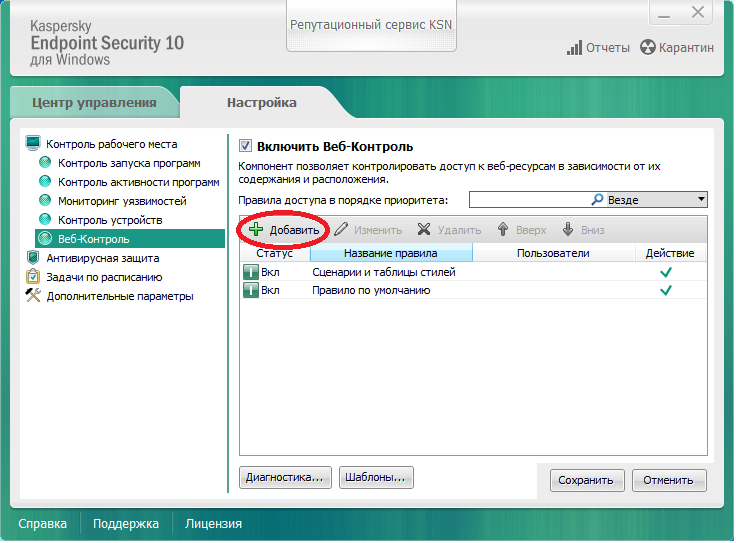 Kaspersky
Endpoint Security 10
для Windows
Репутационный сервис KSN
Отчеты
Карантин
Центр управления
Настройка
Контроль рабочего места
Контроль запуска программ
Контроль активности программ
Мониторинг уязвимостей
Контроль устройств
Веб-Контроль
Антивирусная защита
Задачи по расписанию
Дополнительные параметры
Включить Веб-Контроль
Компонент позволяет контролировать доступ к веб-ресурсам в зависимости от их
содержания и расположения.
Правила доступа в порядке приоритета:
Везде
Добавить
Изменить
Удалить
Вверх
Вниз
Статус
Название правила
Пользователи
Действие
Вкл
Сценарии и таблицы стилей
Вкл
Правило по умолчанию
Диагностика...
Шаблоны...
Сохранить
Отменить
Справка
Поддержка
Лицензия